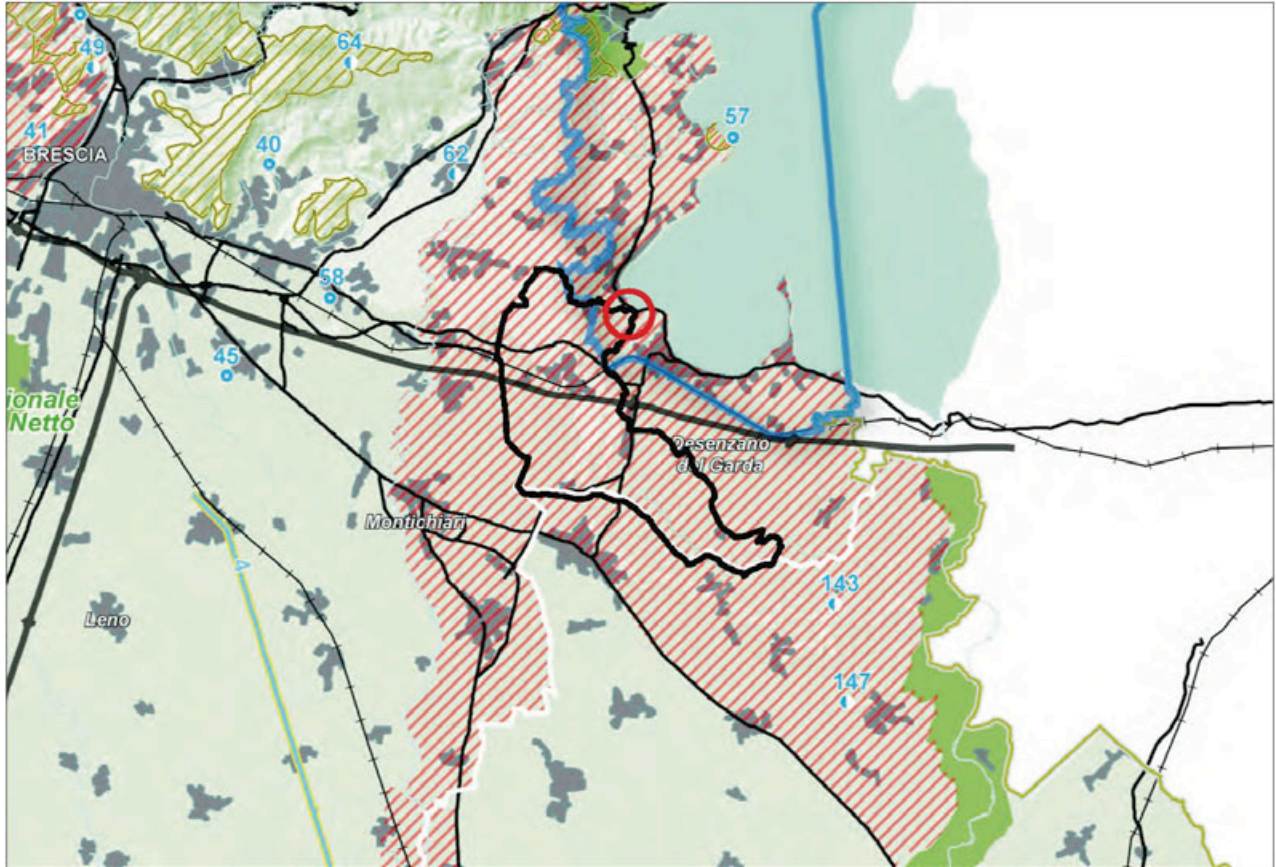 49
64
57
41
BRESCIA
40
62
58
45
ionale
Netto
Desenzano
del Garda
Montichiari
4
143
Leno
147